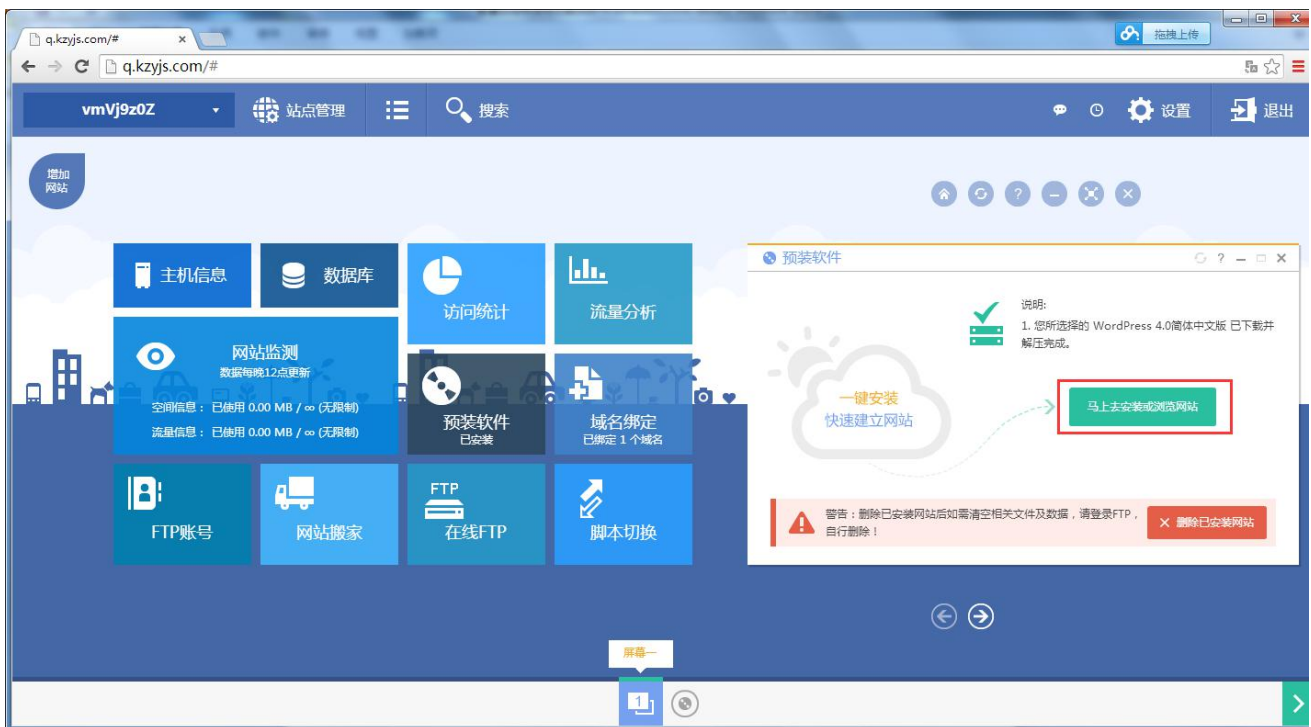 q.kzyjs.com/#
拖拽上传
q.kzyjs.com/#
vmVj9z0Z
站点管理
搜索
设置
退出
增加
网站
主机信息
数据库
访问统计
流量分析
网站监测
数据每晚12点更新
空间信息: 已使用 0.00 MB / ∞ (无限制)
流量信息: 已使用 0.00 MB / ∞ (无限制)
预装软件
已安装
域名绑定
已绑定 1 个域名
FTP账号
网站搬家
FTP
在线FTP
脚本切换
预装软件
说明:
1. 您所选择的 WordPress 4.0简体中文版 已下载并
解压完成。
一键安装
快速建立网站
马上去安装或浏览网站
警告:删除已安装网站后如需清空相关文件及数据,请登录FTP,
自行删除!
删除已安装网站
屏幕一
1